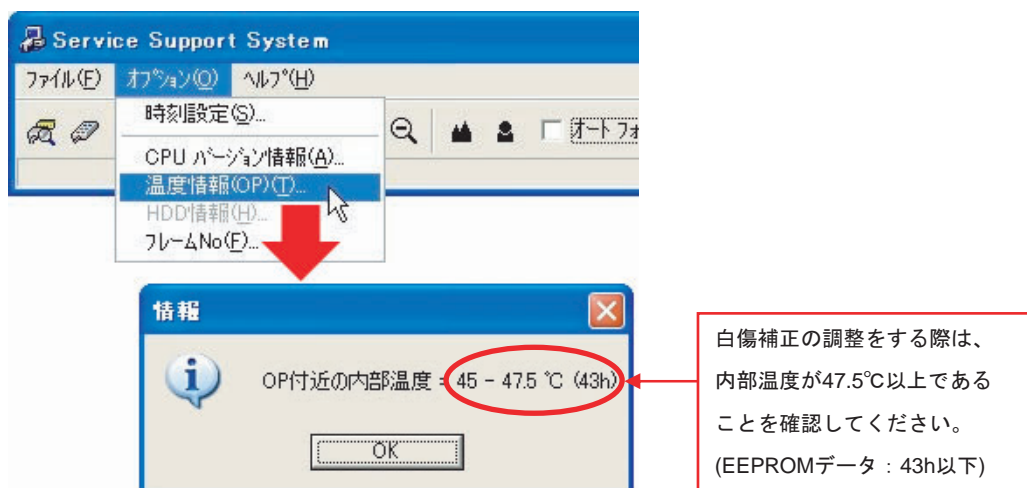 Service Support System
ファイル(F) オプション(O) ヘルプ(H)
時刻設定(S)...
オートフォ
CPU バージョン情報(A)...
温度情報(OP)(T)...
HDD情報(H)...
フレームNo(F)...
情報
OP付近の内部温度 = 45 - 47.5 ℃ (43h)
OK
白傷補正の調整をする際は、
内部温度が47.5℃以上である
ことを確認してください。
(EEPROMデータ：43h以下)